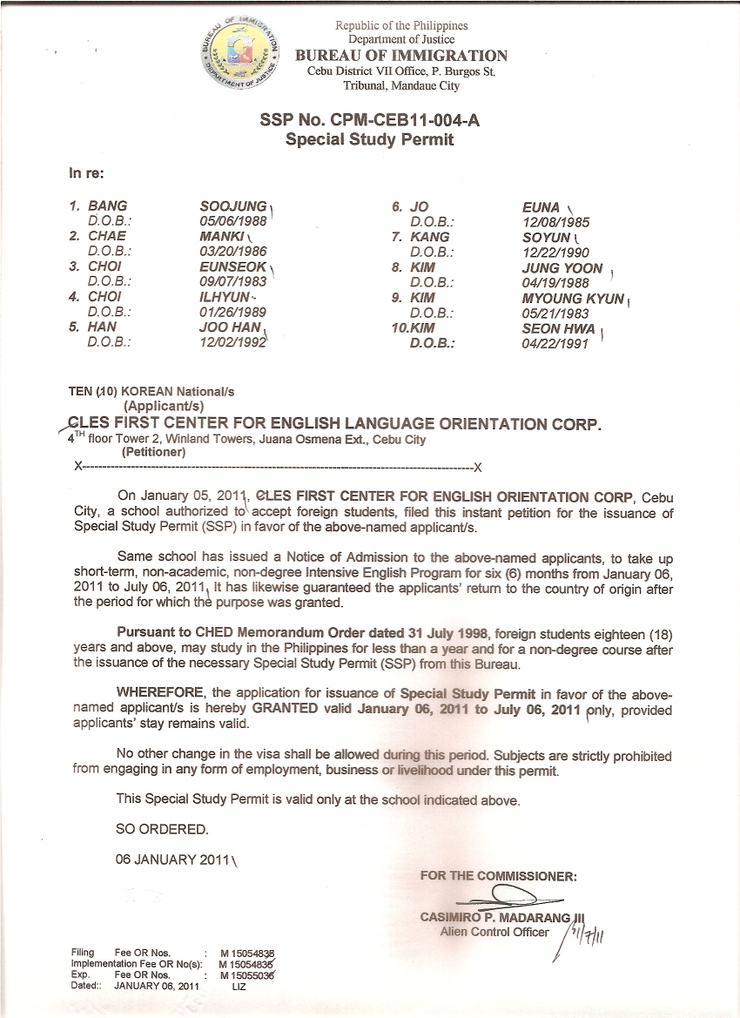 BUREAU OF IMMIGRATION
DEPARTMENT OF JUSTICE
Republic of the Philippines
Department of Justice
BUREAU OF IMMIGRATION
Cebu District VII Office, P. Burgos St.
Tribunal, Mandaue City
SSP No. CPM-CEB11-004-A
Special Study Permit
In re:
1. BANG SOOJUNG
D.O.B.: 05/06/1988
2. CHAE MANKI
D.O.B.: 03/20/1986
3. CHOI EUNSEOK
D.O.B.: 09/07/1983
4. CHOI ILHYUN
D.O.B.: 01/26/1989
5. HAN JOO HAN
D.O.B.: 12/02/1992
6. JO EUNA
D.O.B.: 12/08/1985
7. KANG SOYUN
D.O.B.: 12/22/1990
8. KIM JUNG YOON
D.O.B.: 04/19/1988
9. KIM MYOUNG KYUN
D.O.B.: 05/21/1983
10.KIM SEON HWA
D.O.B.: 04/22/1991
TEN (10) KOREAN National/s
(Applicant/s)
CLES FIRST CENTER FOR ENGLISH LANGUAGE ORIENTATION CORP.
4TH floor Tower 2, Winland Towers, Juana Osmena Ext., Cebu City
(Petitioner)
X--------------------------------------------------------------------------------------------------X
On January 05, 2011, CLES FIRST CENTER FOR ENGLISH ORIENTATION CORP, Cebu
City, a school authorized to accept foreign students, filed this instant petition for the issuance of
Special Study Permit (SSP) in favor of the above-named applicant/s.
Same school has issued a Notice of Admission to the above-named applicants, to take up
short-term, non-academic, non-degree Intensive English Program for six (6) months from January 06,
2011 to July 06, 2011. It has likewise guaranteed the applicants' return to the country of origin after
the period for which the purpose was granted.
Pursuant to CHED Memorandum Order dated 31 July 1998, foreign students eighteen (18)
years and above, may study in the Philippines for less than a year and for a non-degree course after
the issuance of the necessary Special Study Permit (SSP) from this Bureau.
WHEREFORE, the application for issuance of Special Study Permit in favor of the above-
named applicant/s is hereby GRANTED valid January 06, 2011 to July 06, 2011 only, provided
applicants' stay remains valid.
No other change in the visa shall be allowed during this period. Subjects are strictly prohibited
from engaging in any form of employment, business or livelihood under this permit.
This Special Study Permit is valid only at the school indicated above.
SO ORDERED.
06 JANUARY 2011
FOR THE COMMISSIONER:
CASIMIRO P. MADARANG III
Alien Control Officer
Filing Fee OR Nos. : M 15054835
Implementation Fee OR No(s): M 15054836
Exp. Fee OR Nos. : M 15055036
Dated:: JANUARY 06, 2011 LIZ